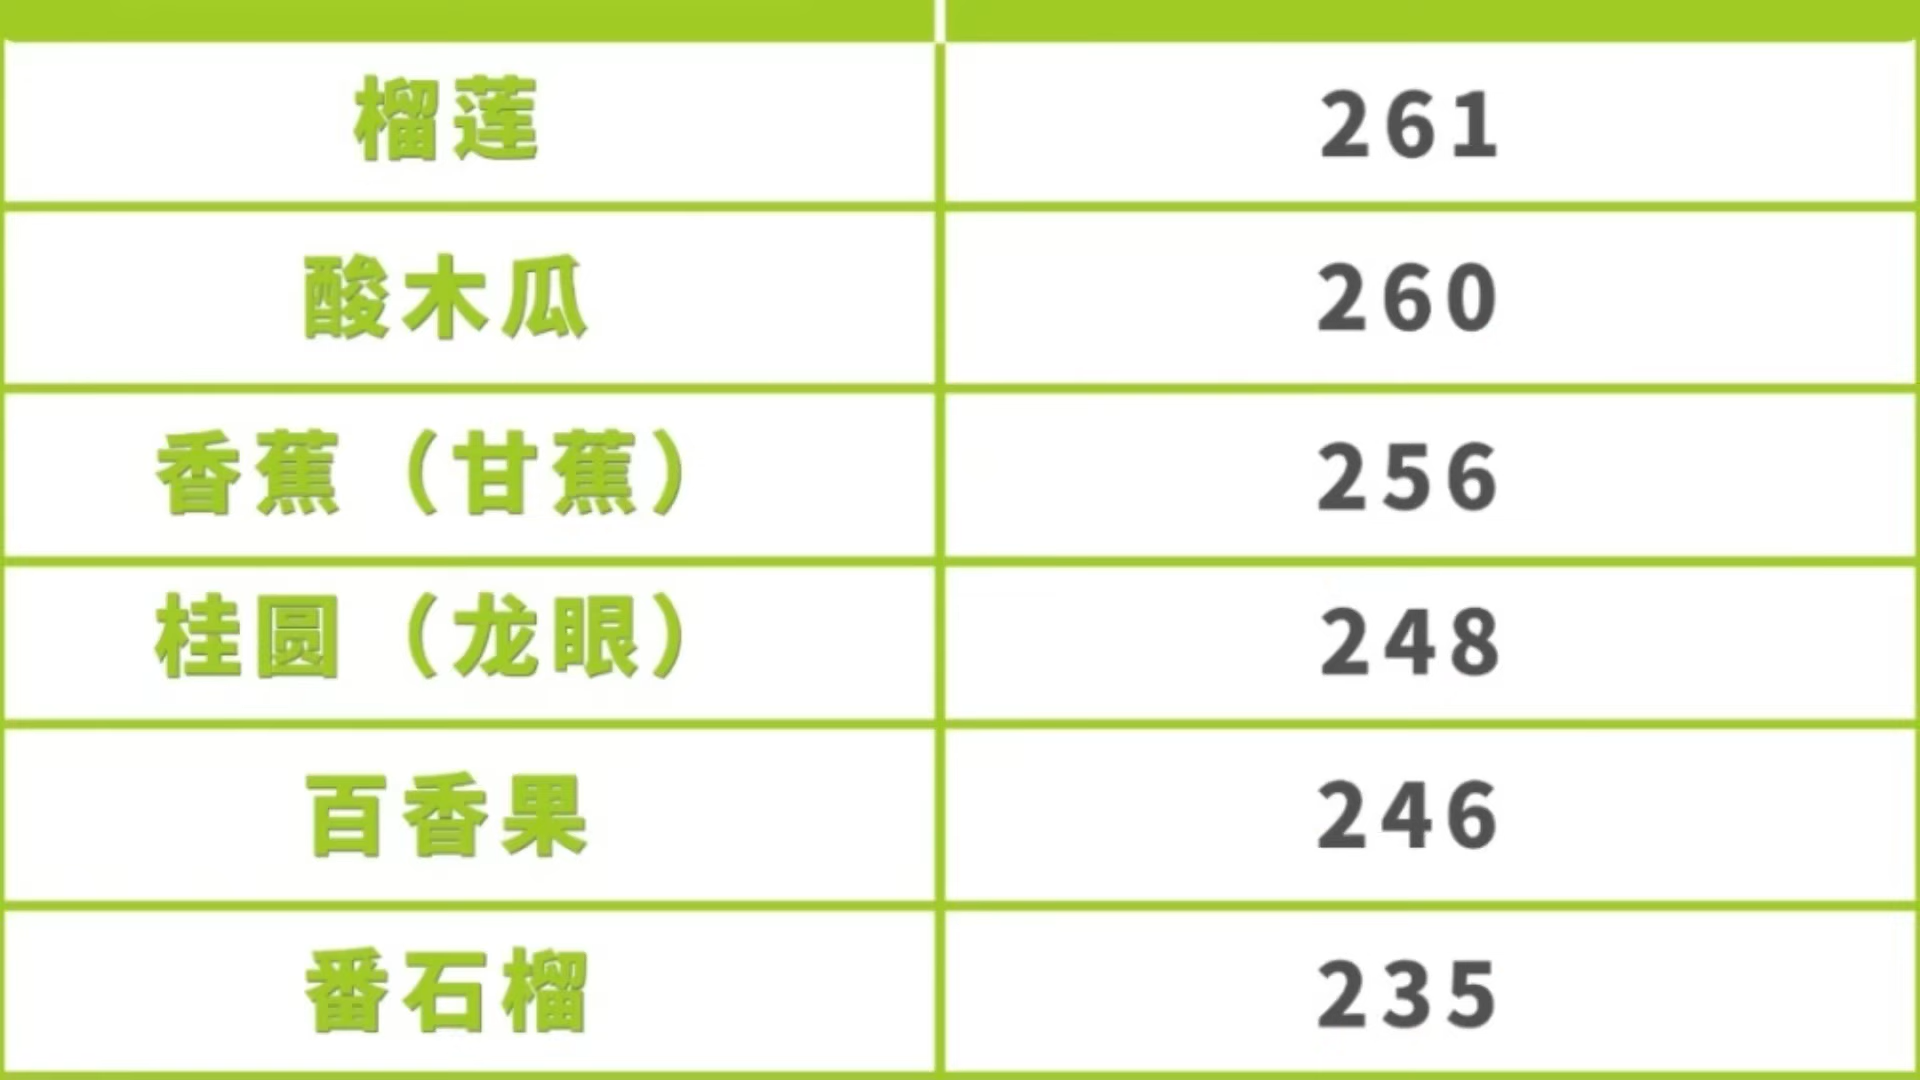 榴莲 261
酸木瓜 260
香蕉（甘蕉） 256
桂圆（龙眼） 248
百香果 246
番石榴 235